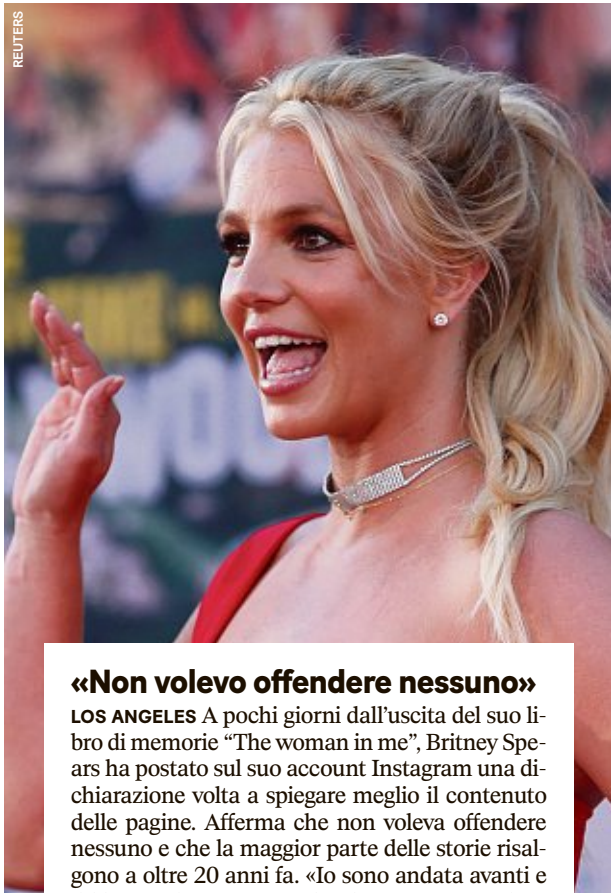 REUTERS
«Non volevo offendere nessuno»
LOS ANGELES A pochi giorni dall'uscita del suo li-
bro di memorie “The woman in me”, Britney Spe-
ars ha postato sul suo account Instagram una di-
chiarazione volta a spiegare meglio il contenuto
delle pagine. Afferma che non voleva offendere
nessuno e che la maggior parte delle storie risal-
gono a oltre 20 anni fa. «Io sono andata avanti e